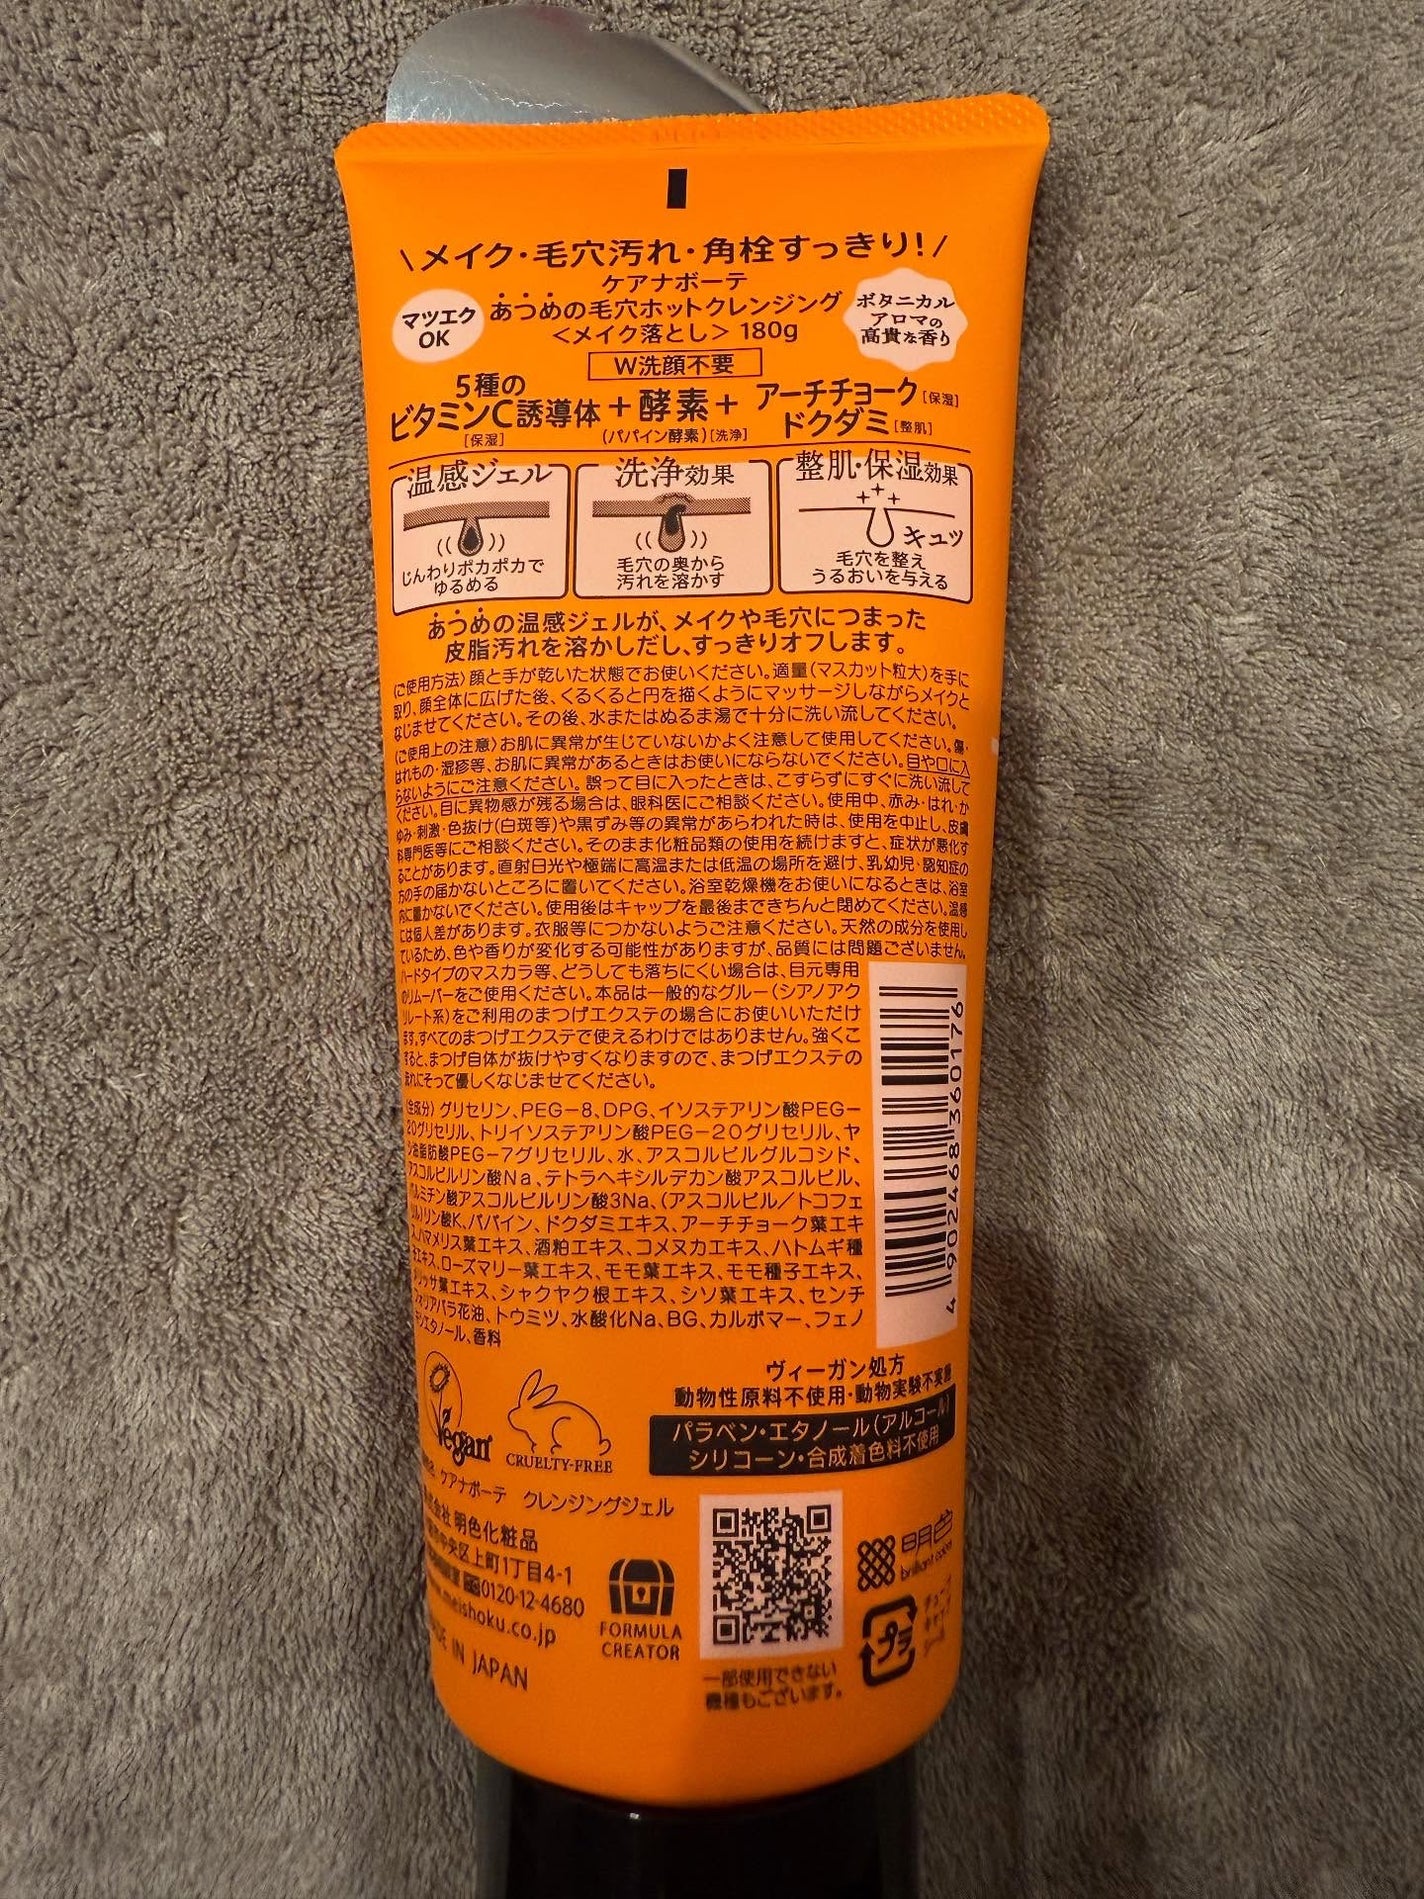 \メイク・毛穴汚れ・角栓すっきり!/
ケアナボーテ
マツエク
OK
あつめの毛穴ホットクレンジング
<メイク落とし> 180g
ボタニカル
アロマの
高貴な香り
W洗顔不要
5種の
ビタミンC誘導体
[保湿]
+酵素+
(パパイン酵素)[洗浄]
アーチチョーク[保湿]
ドクダミ[整肌]
温感ジェル
じんわりポカポカで
ゆるめる
洗浄効果
毛穴の奥から
汚れを溶かす
整肌・保湿効果
キュッ
毛穴を整え
うるおいを与える
あつめの温感ジェルが、メイクや毛穴につまった
皮脂汚れを溶かしだし、すっきりオフします。
〈ご使用方法〉顔と手が乾いた状態でお使いください。適量(マスカット粒大)を手に
取り、顔全体に広げた後、くるくると円を描くようにマッサージしながらメイクと
なじませてください。その後、水またはぬるま湯で十分に洗い流してください。
〈ご使用上の注意〉お肌に異常が生じていないかよく注意して使用してください。傷・
はれもの・湿疹等、お肌に異常があるときはお使いにならないでください。目や口に入
らないようにご注意ください。誤って目に入ったときは、こすらずにすぐに洗い流して
ください。目に異物感が残る場合は、眼科医にご相談ください。使用中、赤み・はれ・か
ゆみ・刺激・色抜け(白斑等)や黒ずみ等の異常があらわれた時は、使用を中止し、皮膚
科専門医等にご相談ください。そのまま化粧品類の使用を続けますと、症状が悪化す
ることがあります。直射日光や極端に高温または低温の場所を避け、乳幼児・認知症の
方の手の届かないところに置いてください。浴室乾燥機をお使いになるときは、浴室
内に置かないでください。使用後はキャップを最後まできちんと閉めてください。温感
には個人差があります。衣服等につかないようご注意ください。天然の成分を使用し
ているため、色や香りが変化する可能性がありますが、品質には問題ございません。
ハードタイプのマスカラ等、どうしても落ちにくい場合は、目元専用
のリムーバーをご使用ください。本品は一般的なグルー(シアノアク
リレート系)をご利用のまつげエクステの場合にお使いいただけ
ます。すべてのまつげエクステで使えるわけではありません。強くこ
すると、まつげ自体が抜けやすくなりますので、まつげエクステの
流れにそって優しくなじませてください。
〈全成分〉グリセリン、PEG-8、DPG、イソステアリン酸PEG-
20グリセリル、トリイソステアリン酸PEG-20グリセリル、ヤ
シ油脂肪酸PEG-7グリセリル、水、アスコルビルグルコシド、
アスコルビルリン酸Na、テトラヘキシルデカン酸アスコルビル、
パルミチン酸アスコルビルリン酸3Na、(アスコルビル/トコフェ
リル)リン酸K、パパイン、ドクダミエキス、アーチチョーク葉エキ
ス、ハマメリス葉エキス、酒粕エキス、コメヌカエキス、ハトムギ種
子エキス、ローズマリー葉エキス、モモ葉エキス、モモ種子エキス、
メリッサ葉エキス、シャクヤク根エキス、シソ葉エキス、センチ
フォリアバラ花油、トウミツ、水酸化Na、BG、カルボマー、フェノ
キシエタノール、香料
4 902468 360176
Vegan
CRUELTY-FREE
ヴィーガン処方
動物性原料不使用・動物実験不実施
パラベン・エタノール(アルコール)
シリコーン・合成着色料不使用
ケアナボーテ クレンジングジェル
会社 明色化粧品
中央区上町1丁目4-1
0120-12-4680
meishoku.co.jp
IN JAPAN
FORMULA
CREATOR
一部使用できない
機種もございます。
明色
brilliant colors
プラ
チューブ
キャップ
シール